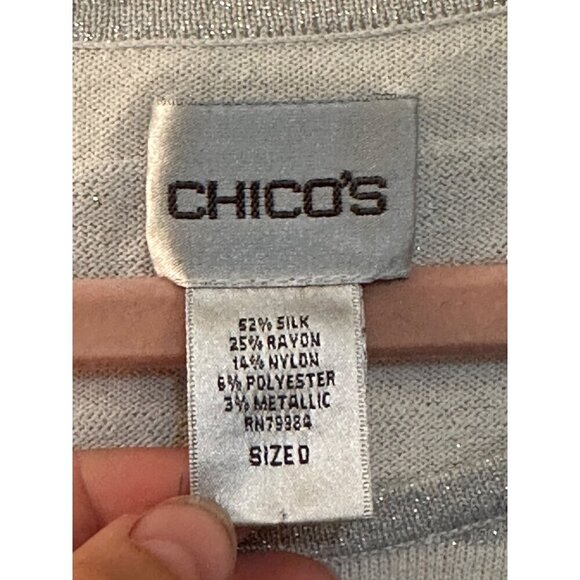 CHICO'S
52% SILK
25% RAYON
14% NYLON
6% POLYESTER
3% METALLIC
RN79984
SIZE 0